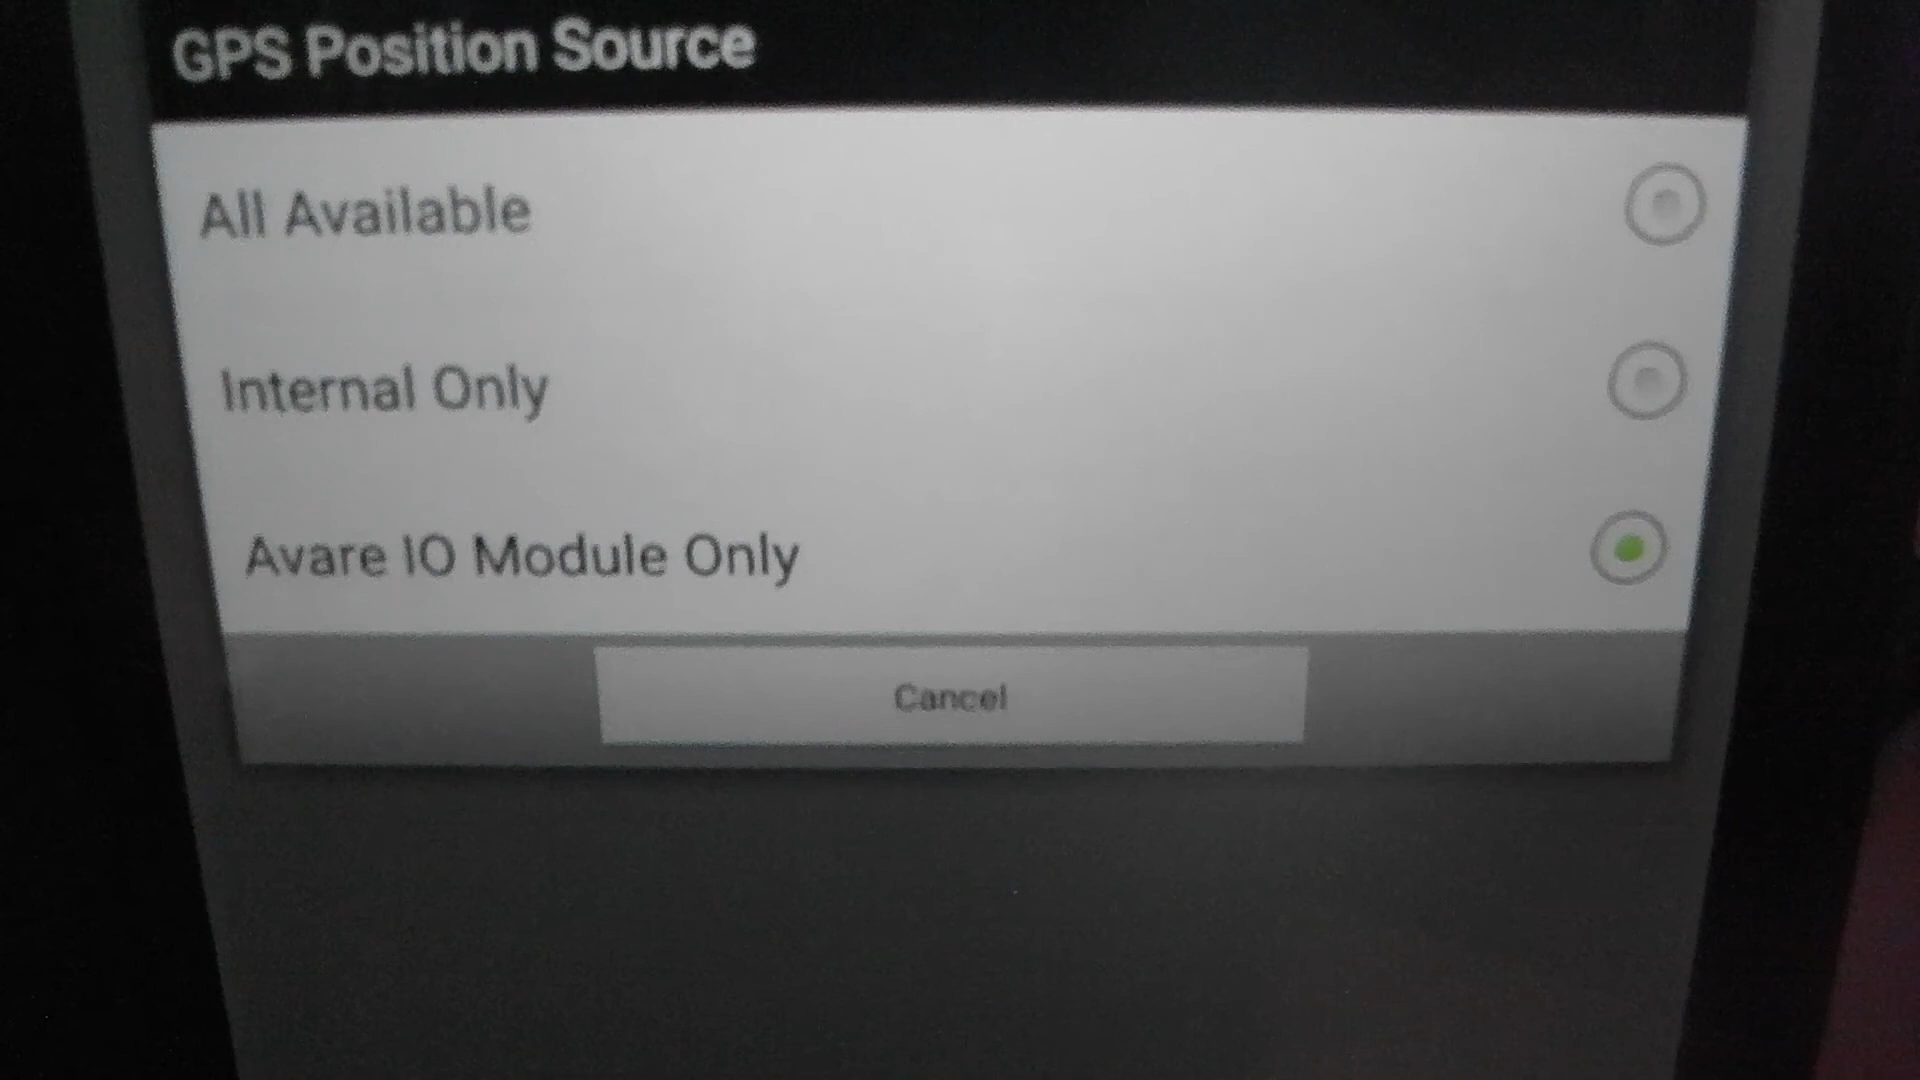 GPS Position Source
All Available
Internal Only
Avare IO Module Only
Cancel